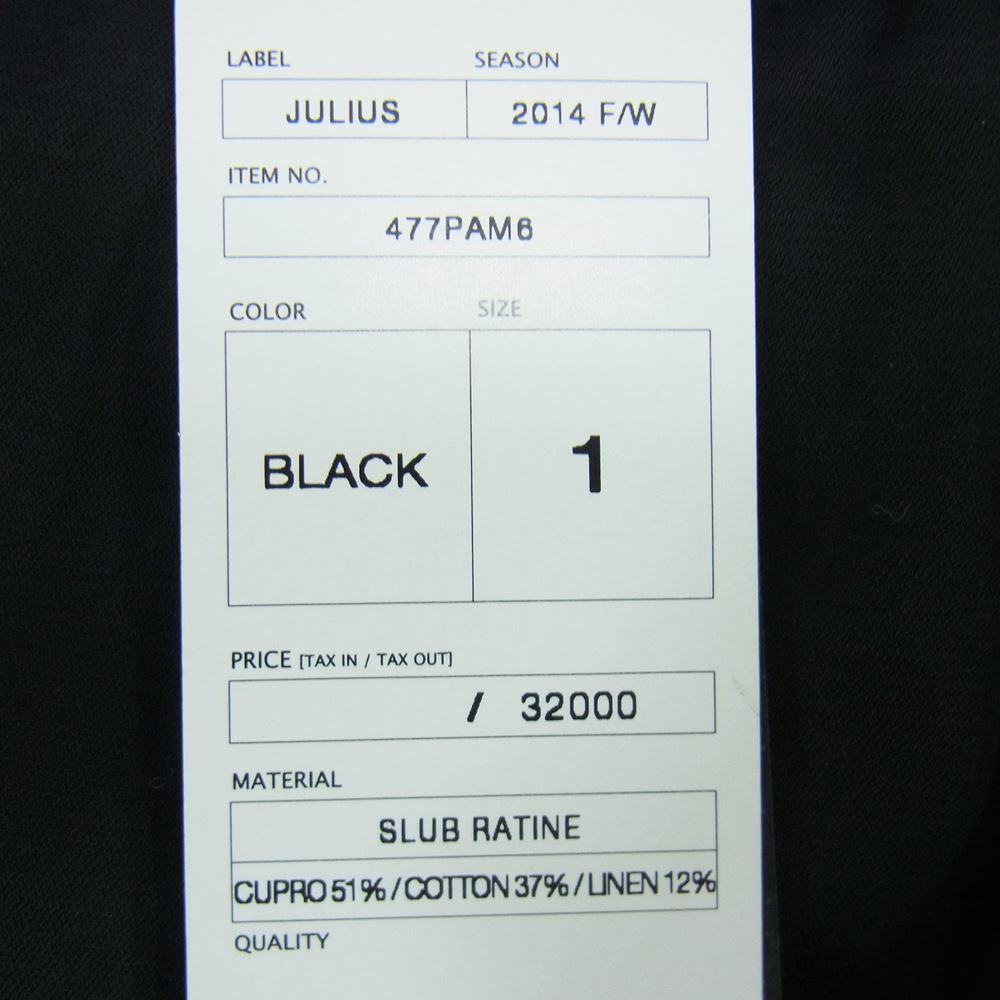 LABEL SEASON
JULIUS 2014 F/W
ITEM NO.
477PAM6
COLOR SIZE
BLACK 1
PRICE [TAX IN / TAX OUT]
/ 32000
MATERIAL
SLUB RATINE
CUPRO 51% / COTTON 37% / LINEN 12%
QUALITY